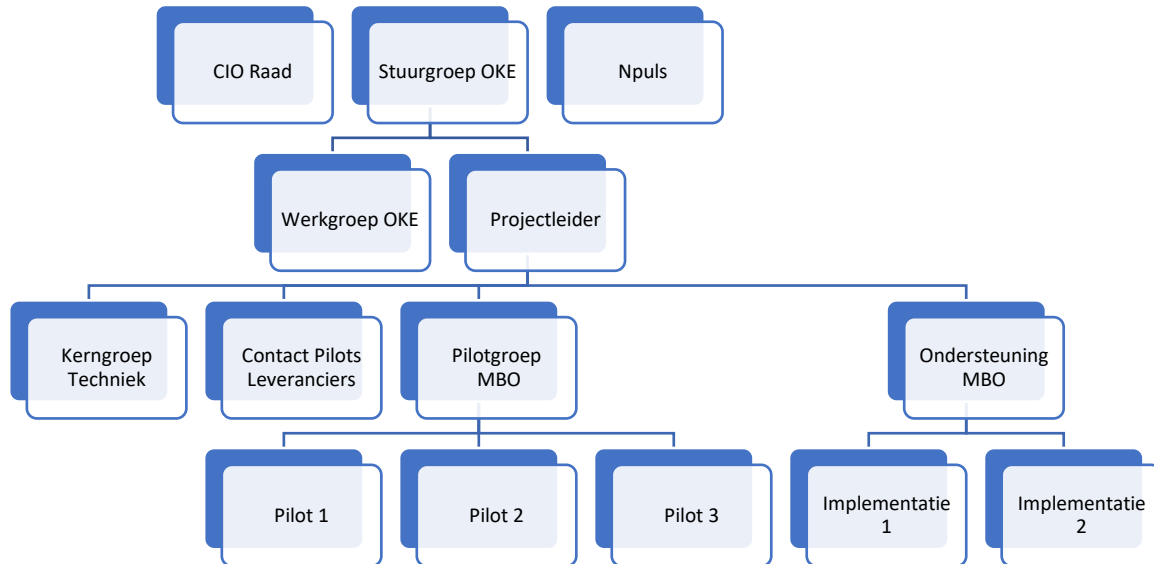 CIO Raad
Stuurgroep OKE
Npuls
Werkgroep OKE
Projectleider
Kerngroep
Techniek
Contact Pilots
Leveranciers
Pilotgroep
MBO
Ondersteuning
MBO
Pilot 1
Pilot 2
Pilot 3
Implementatie
1
Implementatie
2